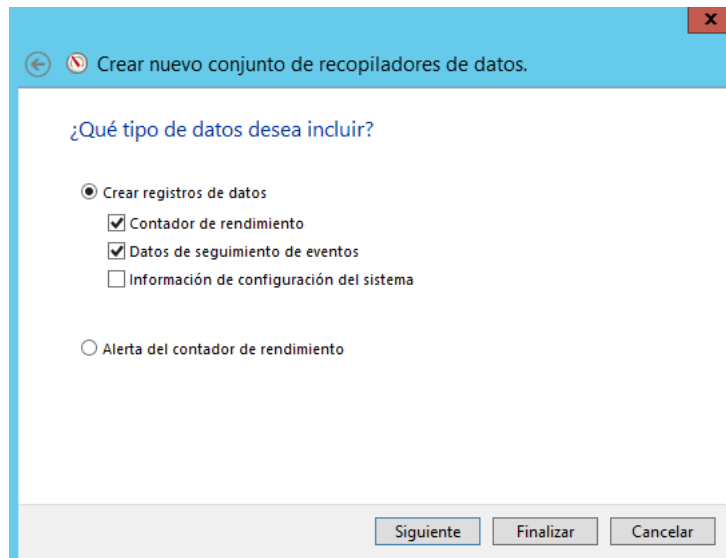 x
Crear nuevo conjunto de recopiladores de datos.
¿Qué tipo de datos desea incluir?
Crear registros de datos
Contador de rendimiento
Datos de seguimiento de eventos
Información de configuración del sistema
Alerta del contador de rendimiento
Siguiente Finalizar Cancelar